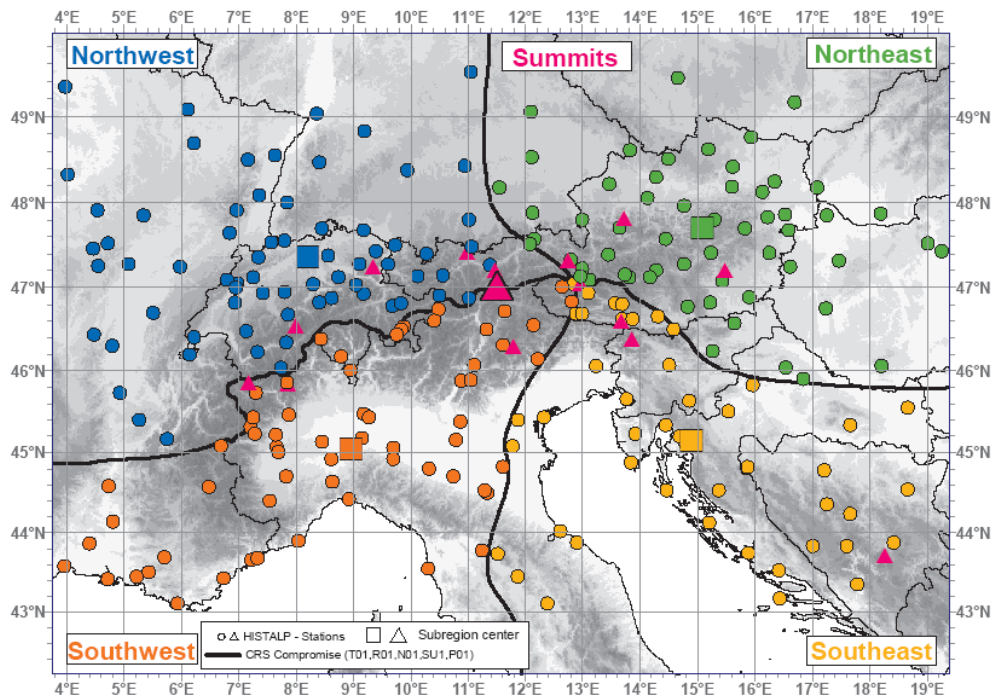 4°E 5°E 6°E 7°E 8°E 9°E 10°E 11°E 12°E 13°E 14°E 15°E 16°E 17°E 18°E 19°E
Northwest Summits Northeast
49°N 49°N
48°N 48°N
47°N 47°N
46°N 46°N
45°N 45°N
44°N 44°N
43°N 43°N
HISTALP - Stations Subregion center
CRS Compromise (T01,R01,N01,SU1,P01)
Southwest Southeast
4°E 5°E 6°E 7°E 8°E 9°E 10°E 11°E 12°E 13°E 14°E 15°E 16°E 17°E 18°E 19°E